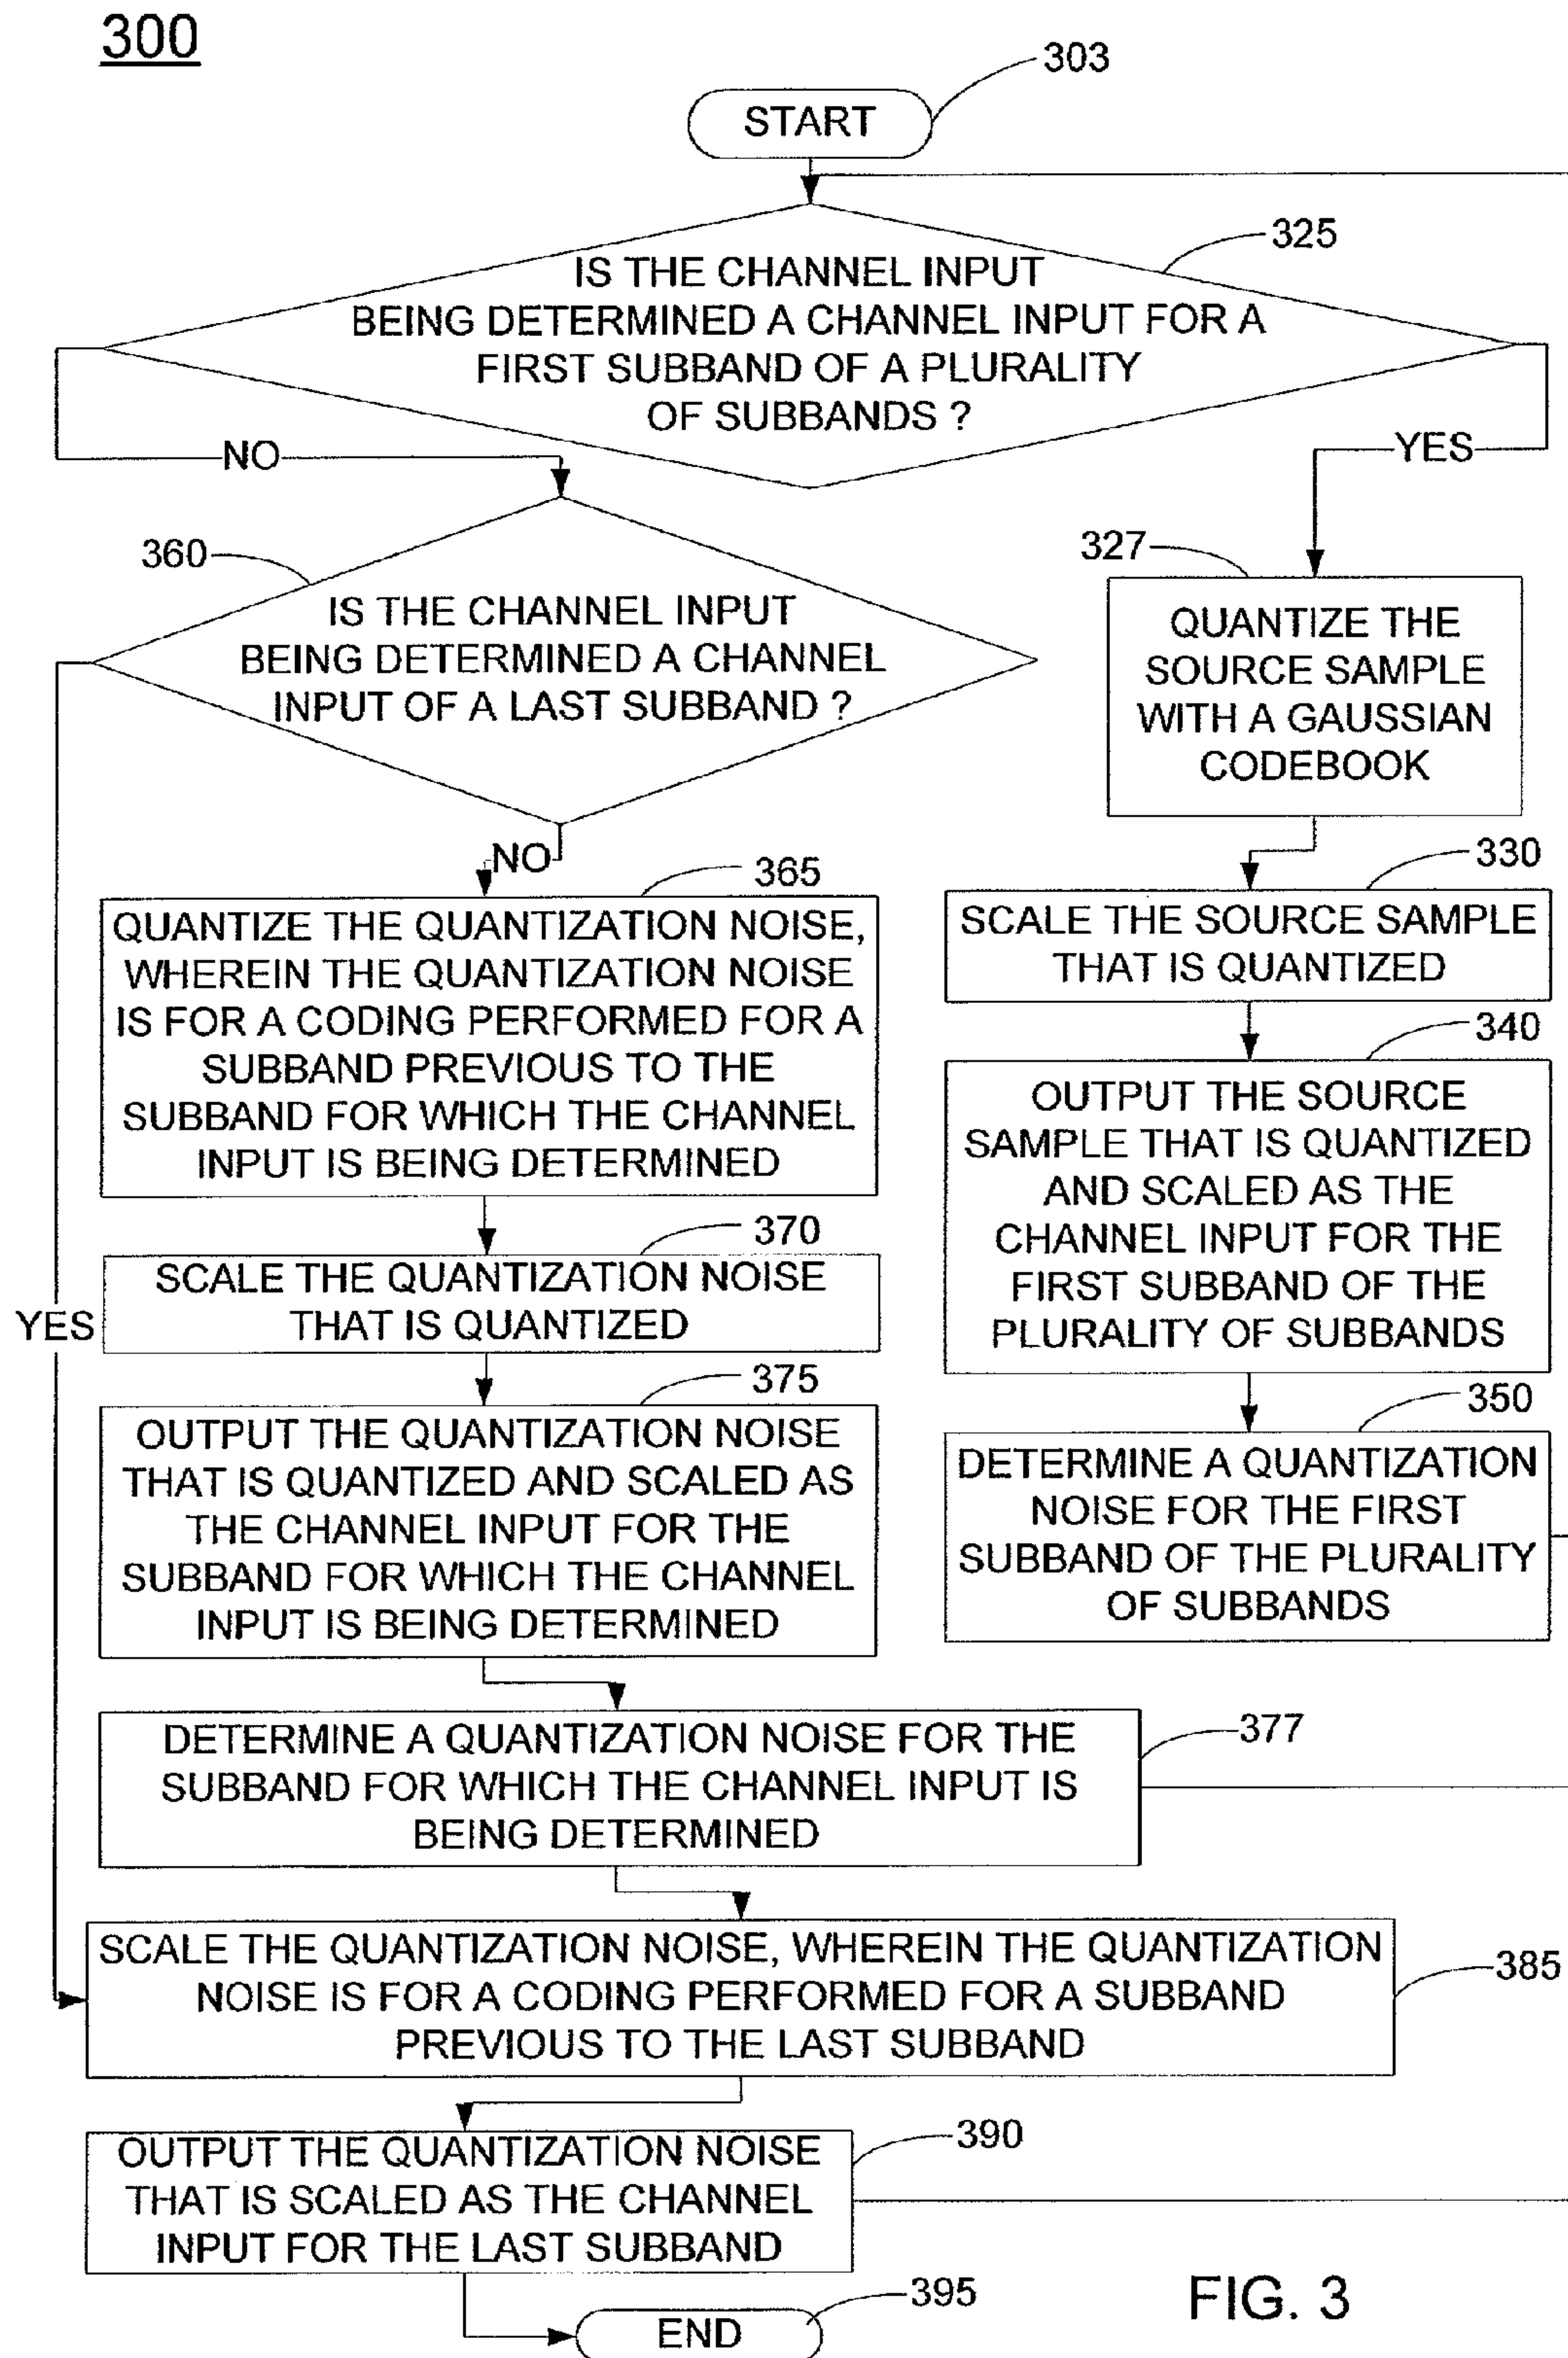 300
303
START
325
IS THE CHANNEL INPUT
BEING DETERMINED A CHANNEL INPUT FOR A
FIRST SUBBAND OF A PLURALITY
OF SUBBANDS ?
NO
YES
360
IS THE CHANNEL INPUT
BEING DETERMINED A CHANNEL
INPUT OF A LAST SUBBAND ?
327
QUANTIZE THE
SOURCE SAMPLE
WITH A GAUSSIAN
CODEBOOK
NO
330
SCALE THE SOURCE SAMPLE
THAT IS QUANTIZED
340
OUTPUT THE SOURCE
SAMPLE THAT IS QUANTIZED
AND SCALED AS THE
CHANNEL INPUT FOR THE
FIRST SUBBAND OF THE
PLURALITY OF SUBBANDS
350
DETERMINE A QUANTIZATION
NOISE FOR THE FIRST
SUBBAND OF THE PLURALITY
OF SUBBANDS
365
QUANTIZE THE QUANTIZATION NOISE,
WHEREIN THE QUANTIZATION NOISE
IS FOR A CODING PERFORMED FOR A
SUBBAND PREVIOUS TO THE
SUBBAND FOR WHICH THE CHANNEL
INPUT IS BEING DETERMINED
370
SCALE THE QUANTIZATION NOISE
THAT IS QUANTIZED
YES
375
OUTPUT THE QUANTIZATION NOISE
THAT IS QUANTIZED AND SCALED AS
THE CHANNEL INPUT FOR THE
SUBBAND FOR WHICH THE CHANNEL
INPUT IS BEING DETERMINED
377
DETERMINE A QUANTIZATION NOISE FOR THE
SUBBAND FOR WHICH THE CHANNEL INPUT IS
BEING DETERMINED
385
SCALE THE QUANTIZATION NOISE, WHEREIN THE QUANTIZATION
NOISE IS FOR A CODING PERFORMED FOR A SUBBAND
PREVIOUS TO THE LAST SUBBAND
390
OUTPUT THE QUANTIZATION NOISE
THAT IS SCALED AS THE CHANNEL
INPUT FOR THE LAST SUBBAND
395
END
FIG. 3